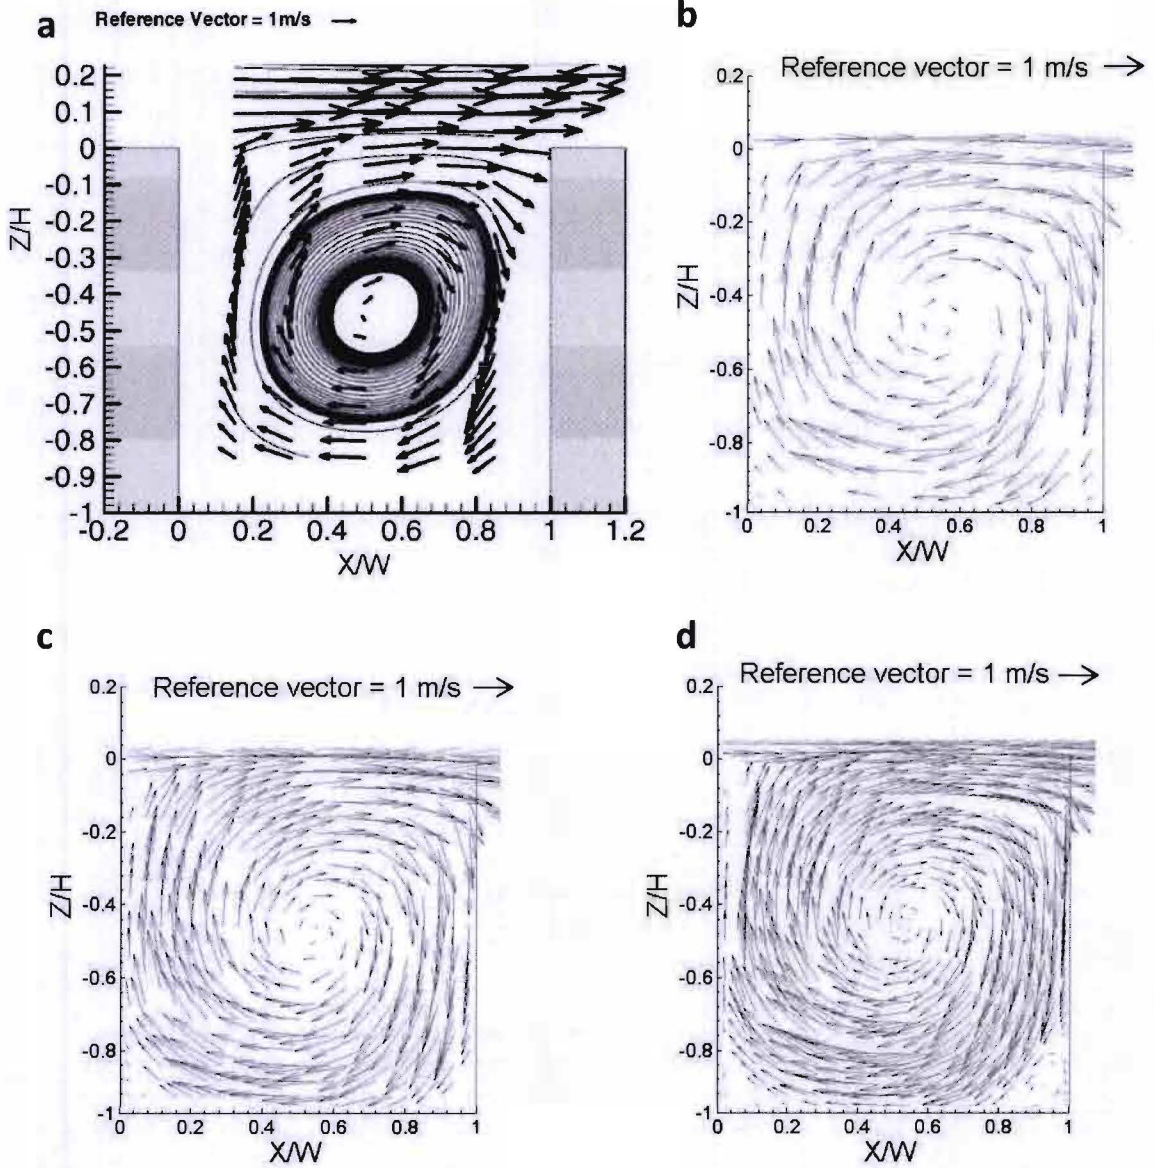 a
Reference Vector = 1m/s
0.2
0.1
0
-0.1
-0.2
-0.3
-0.4
-0.5
-0.6
-0.7
-0.8
-0.9
-1
Z/H
-0.2 0 0.2 0.4 0.6 0.8 1 1.2
X/W
b
Reference vector = 1 m/s
0.2
0
-0.2
-0.4
-0.6
-0.8
-1
Z/H
0 0.2 0.4 0.6 0.8 1
X/W
c
Reference vector = 1 m/s
0.2
0
-0.2
-0.4
-0.6
-0.8
-1
Z/H
0 0.2 0.4 0.6 0.8 1
X/W
d
Reference vector = 1 m/s
0.2
0
-0.2
-0.4
-0.6
-0.8
-1
Z/H
0 0.2 0.4 0.6 0.8 1
X/W